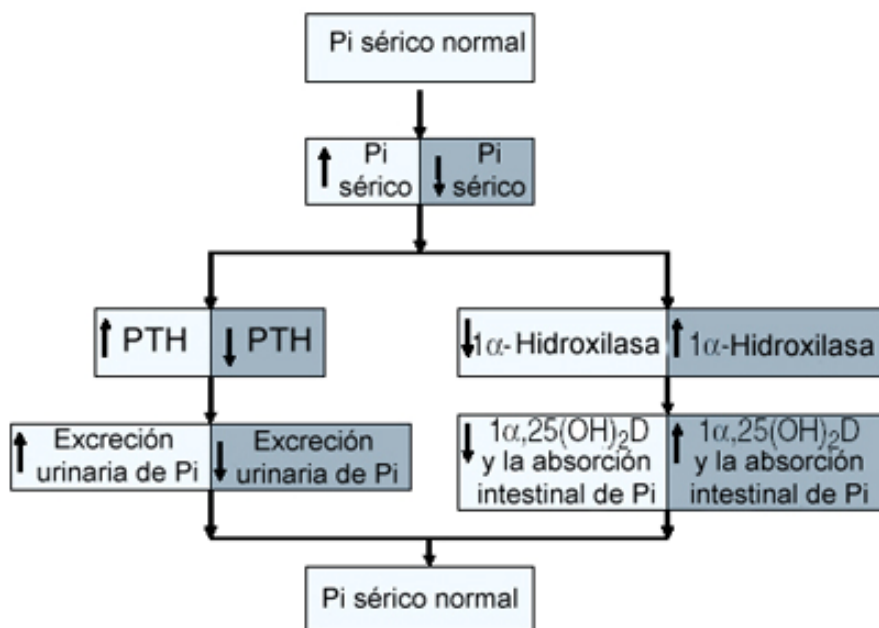 Pi sérico normal
↑ Pi
sérico
↓ Pi
sérico
↑ PTH
↓ PTH
↓ 1α-Hidroxilasa
↑ 1α-Hidroxilasa
↑ Excreción
urinaria de Pi
↓ Excreción
urinaria de Pi
↓ 1α,25(OH)₂D
y la absorción
intestinal de Pi
↑ 1α,25(OH)₂D
y la absorción
intestinal de Pi
Pi sérico normal